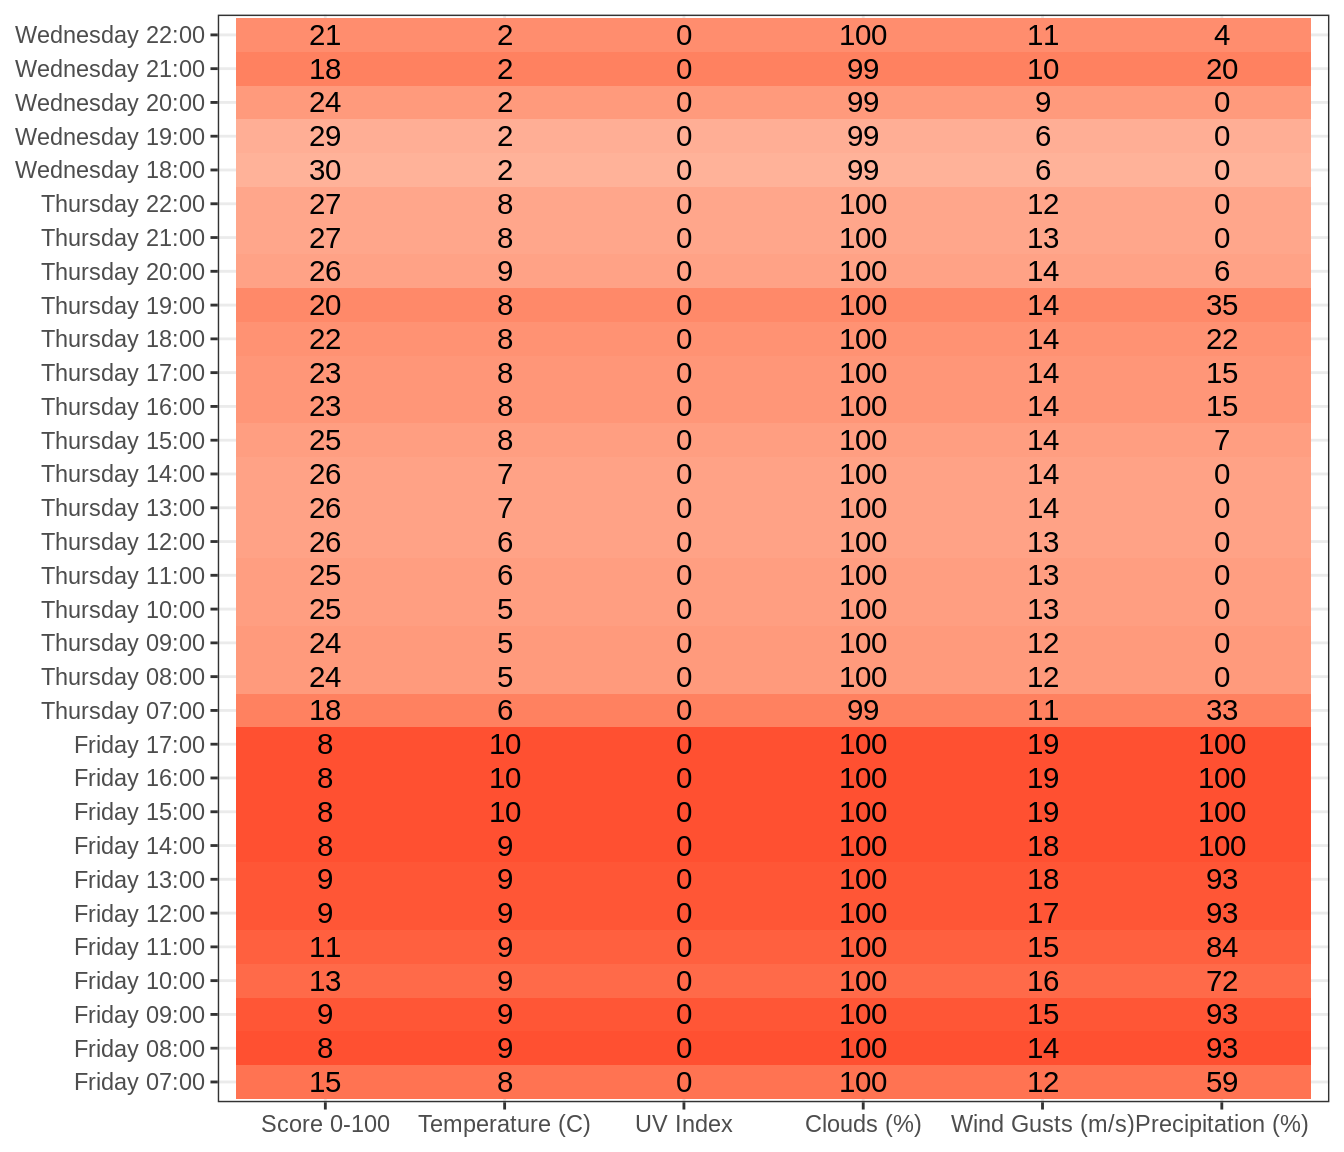 Wednesday 22:00 21 2 0 100 11 4
Wednesday 21:00 18 2 0 99 10 20
Wednesday 20:00 24 2 0 99 9 0
Wednesday 19:00 29 2 0 99 6 0
Wednesday 18:00 30 2 0 99 6 0
Thursday 22:00 27 8 0 100 12 0
Thursday 21:00 27 8 0 100 13 0
Thursday 20:00 26 9 0 100 14 6
Thursday 19:00 20 8 0 100 14 35
Thursday 18:00 22 8 0 100 14 22
Thursday 17:00 23 8 0 100 14 15
Thursday 16:00 23 8 0 100 14 15
Thursday 15:00 25 8 0 100 14 7
Thursday 14:00 26 7 0 100 14 0
Thursday 13:00 26 7 0 100 14 0
Thursday 12:00 26 6 0 100 13 0
Thursday 11:00 25 6 0 100 13 0
Thursday 10:00 25 5 0 100 13 0
Thursday 09:00 24 5 0 100 12 0
Thursday 08:00 24 5 0 100 12 0
Thursday 07:00 18 6 0 99 11 33
Friday 17:00 8 10 0 100 19 100
Friday 16:00 8 10 0 100 19 100
Friday 15:00 8 10 0 100 19 100
Friday 14:00 8 9 0 100 18 100
Friday 13:00 9 9 0 100 18 93
Friday 12:00 9 9 0 100 17 93
Friday 11:00 11 9 0 100 15 84
Friday 10:00 13 9 0 100 16 72
Friday 09:00 9 9 0 100 15 93
Friday 08:00 8 9 0 100 14 93
Friday 07:00 15 8 0 100 12 59
Score 0-100 Temperature (C) UV Index Clouds (%) Wind Gusts (m/s) Precipitation (%)